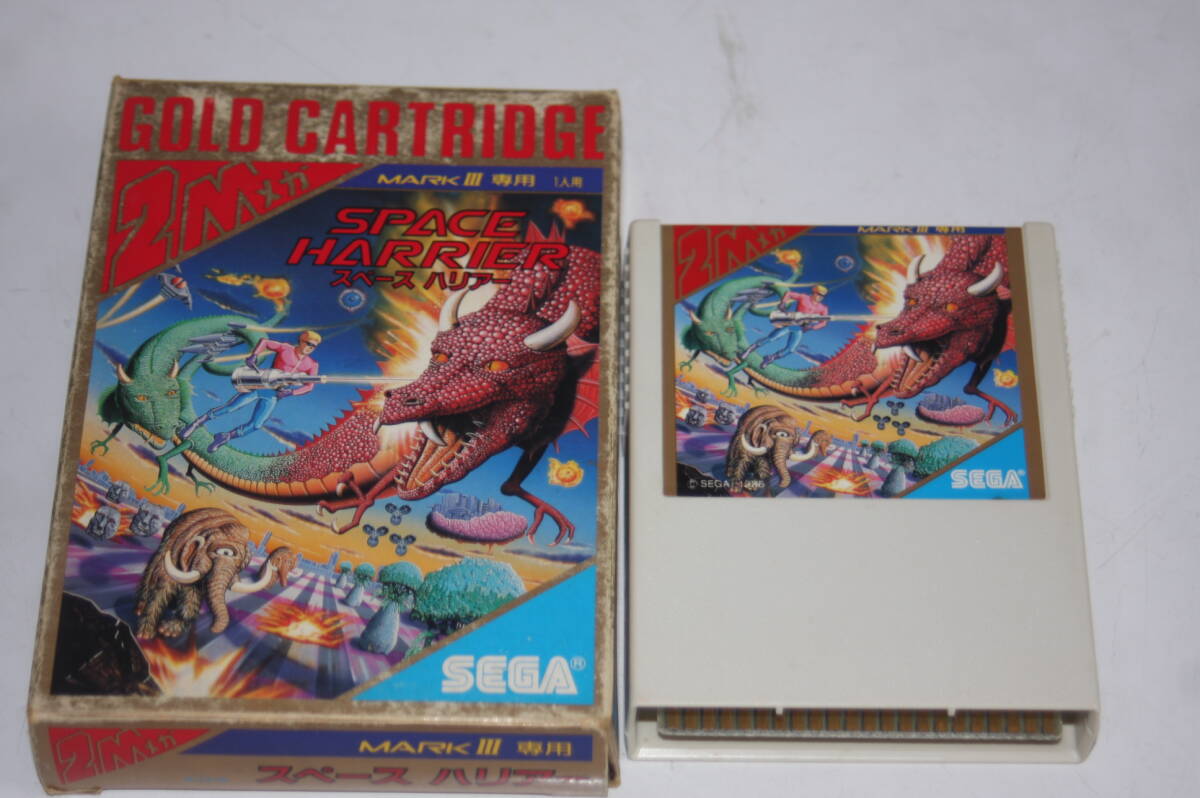 GOLD CARTRIDGE
2Mメガ
MARK III 専用 1人用
SPACE
HARRIER
スペース ハリアー
SEGA®
2Mメガ
MARK III 専用
スペース ハリアー
2Mメガ
MARK III 専用
© SEGA 1986
SEGA®